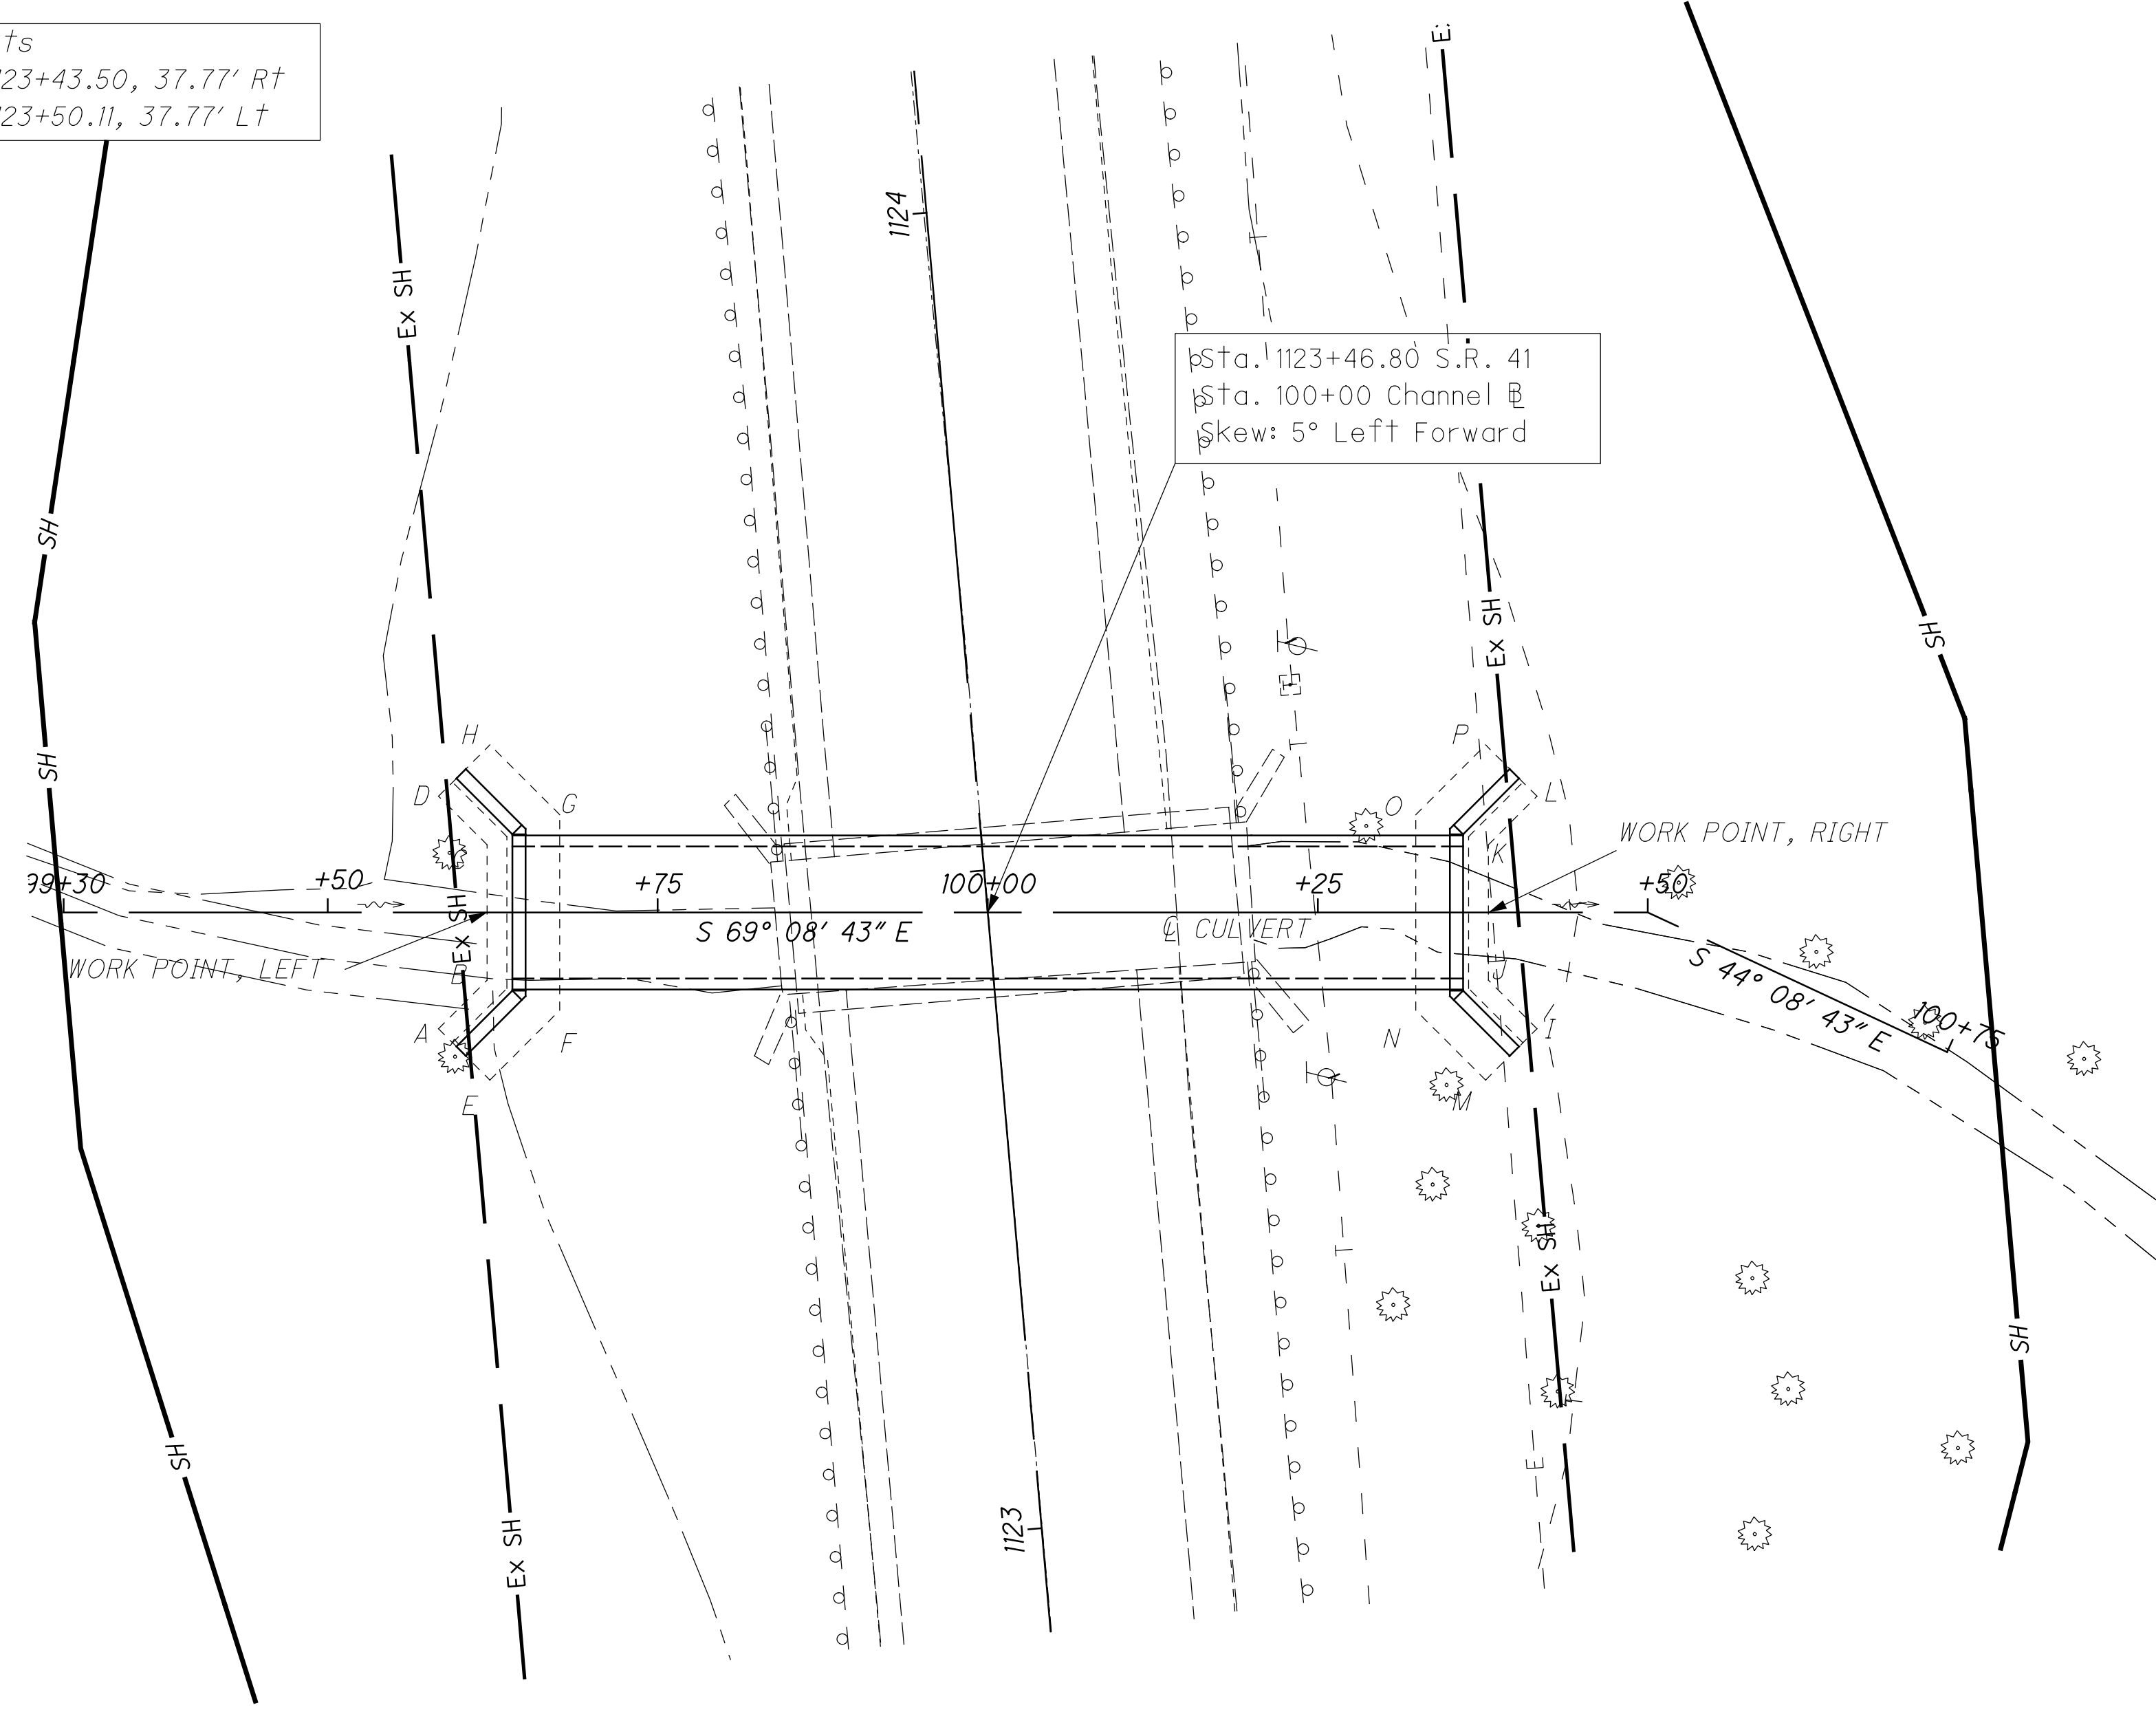 ts
23+43.50, 37.77' Rt
23+50.11, 37.77' Lt
Sta. 1123+46.80 S.R. 41
Sta. 100+00 Channel ℄
Skew: 5° Left Forward
1124
Ex SH
SH
Ex SH
SH
SH
H
D
G
C
P
O
L
K
WORK POINT, RIGHT
99+30
+50
+75
100+00
+25
+50
S 69° 08' 43" E
℄ CULVERT
WORK POINT, LEFT
Ex SH
B
J
A
F
E
N
I
M
S 44° 08' 43" E
100+75
T
T
T
E
Ex SH
SH
SH
1123
Ex SH